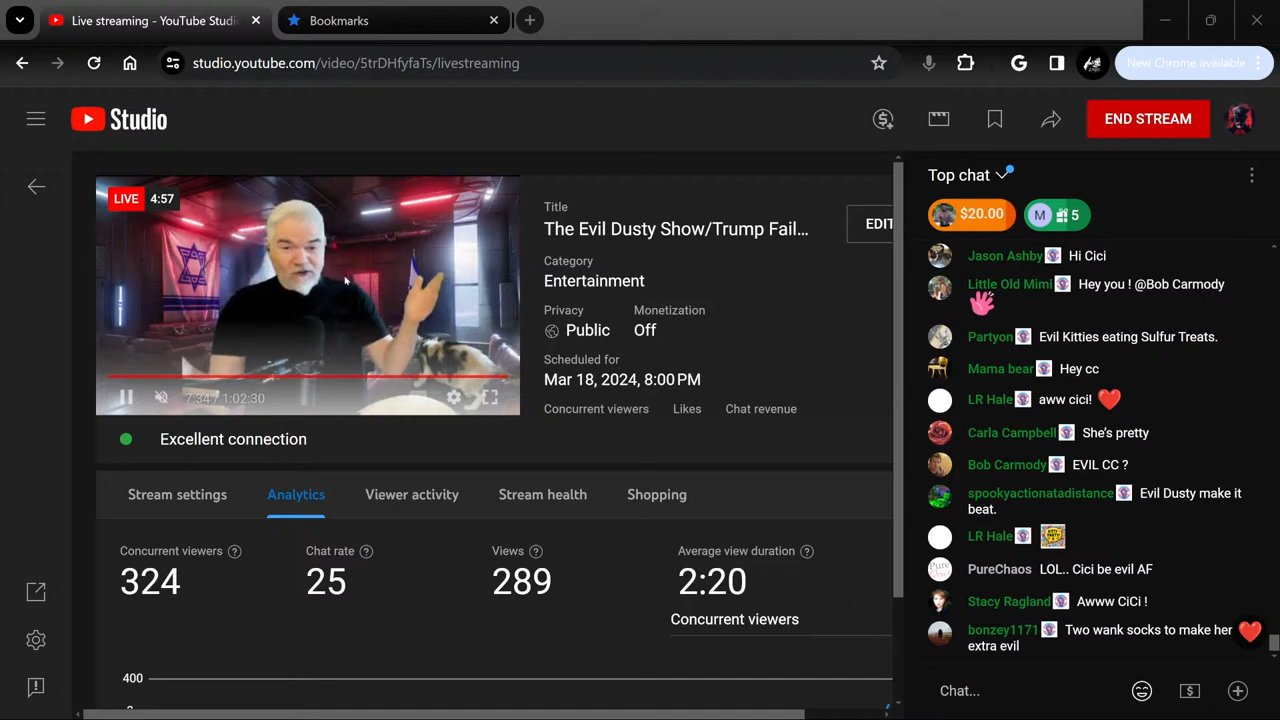 Live streaming - YouTube Studi
Bookmarks
studio.youtube.com/video/5trDHfyfaTs/livestreaming
New Chrome available
Studio
END STREAM
LIVE 4:57
7:34 / 1:02:30
Title
The Evil Dusty Show/Trump Fail...
EDIT
Category
Entertainment
Privacy Monetization
Public Off
Scheduled for
Mar 18, 2024, 8:00 PM
Concurrent viewers Likes Chat revenue
Excellent connection
Stream settings Analytics Viewer activity Stream health Shopping
Concurrent viewers Chat rate Views Average view duration
324 25 289 2:20
Concurrent viewers
400
Top chat
$20.00 M 5
Jason Ashby Hi Cici
Little Old Mimi Hey you ! @Bob Carmody
Partyon Evil Kitties eating Sulfur Treats.
Mama bear Hey cc
LR Hale aww cici!
Carla Campbell She's pretty
Bob Carmody EVIL CC ?
spookyactionatadistance Evil Dusty make it
beat.
LR Hale
PureChaos LOL.. Cici be evil AF
Stacy Ragland Awww CiCi !
bonzey1171 Two wank socks to make her
extra evil
Chat...